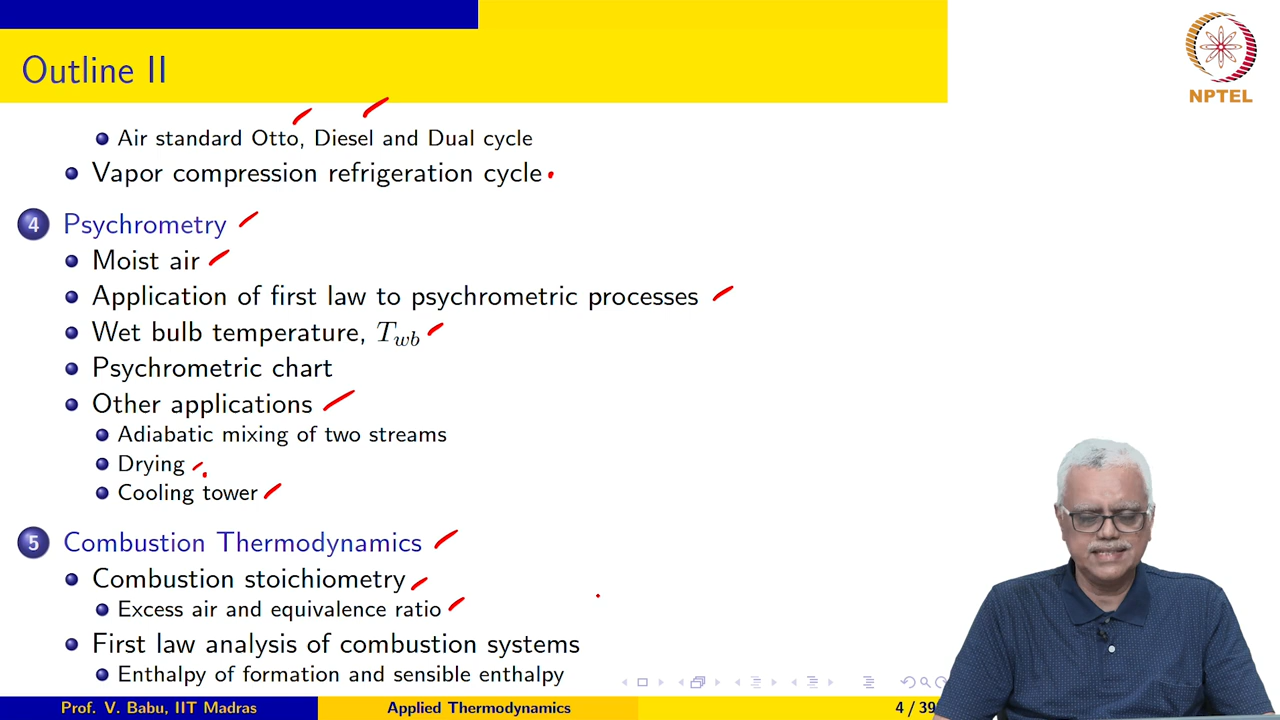 Outline II
NPTEL
Air standard Otto, Diesel and Dual cycle
Vapor compression refrigeration cycle
4 Psychrometry
Moist air
Application of first law to psychrometric processes
Wet bulb temperature, T_wb
Psychrometric chart
Other applications
Adiabatic mixing of two streams
Drying
Cooling tower
5 Combustion Thermodynamics
Combustion stoichiometry
Excess air and equivalence ratio
First law analysis of combustion systems
Enthalpy of formation and sensible enthalpy
Prof. V. Babu, IIT Madras Applied Thermodynamics 4 / 39